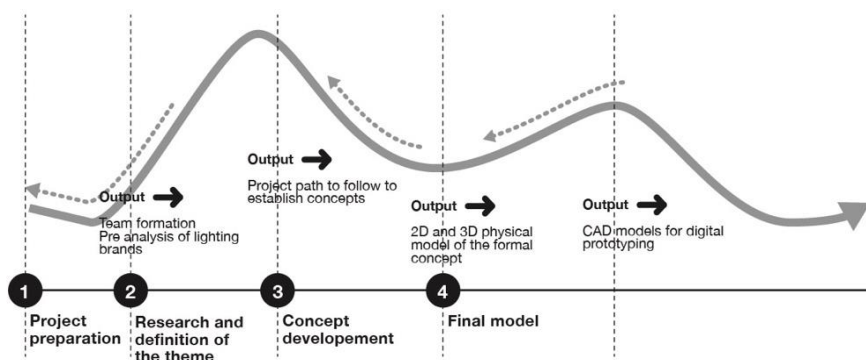 Output
Project path to follow to
establish concepts
Output
Team formation
Pre analysis of lighting
brands
Output
2D and 3D physical
model of the formal
concept
Output
CAD models for digital
prototyping
1
2
3
4
Project
preparation
Research and
definition of
the theme
Concept
developement
Final model